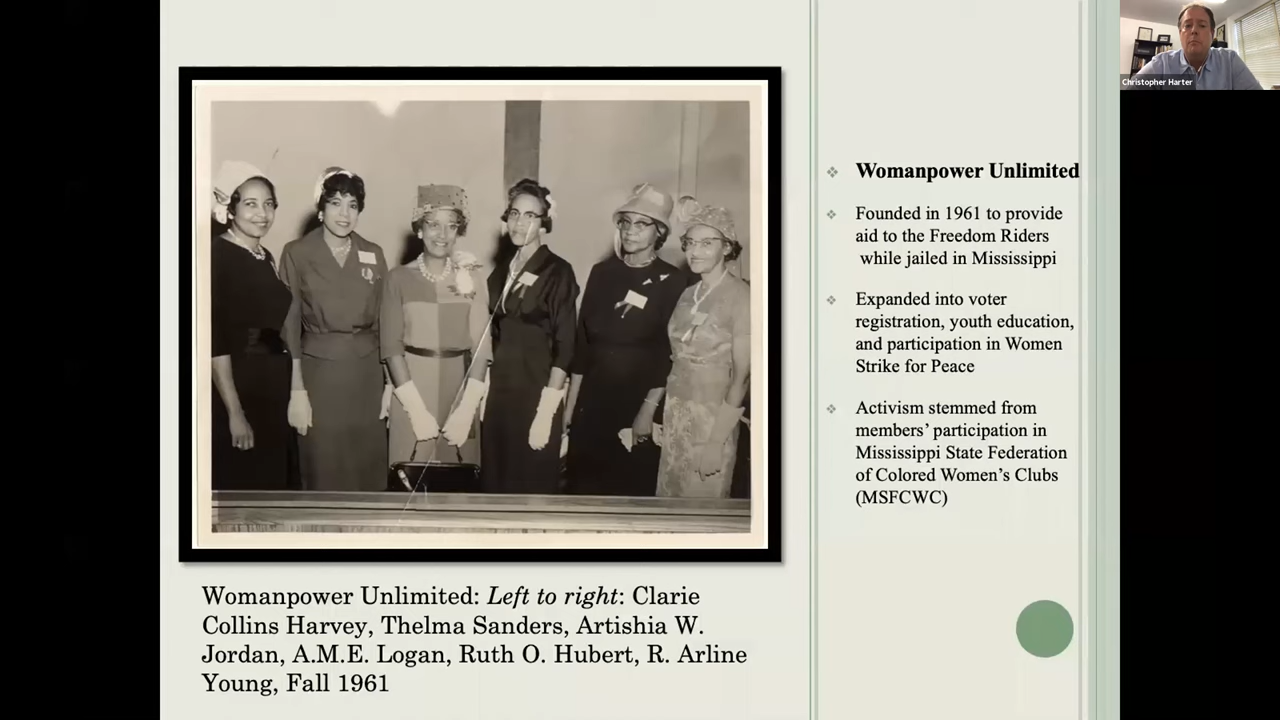 Womanpower Unlimited
Founded in 1961 to provide
aid to the Freedom Riders
while jailed in Mississippi
Expanded into voter
registration, youth education,
and participation in Women
Strike for Peace
Activism stemmed from
members’ participation in
Mississippi State Federation
of Colored Women’s Clubs
(MSFCWC)
Womanpower Unlimited: Left to right: Clarie
Collins Harvey, Thelma Sanders, Artishia W.
Jordan, A.M.E. Logan, Ruth O. Hubert, R. Arline
Young, Fall 1961
Christopher Harter